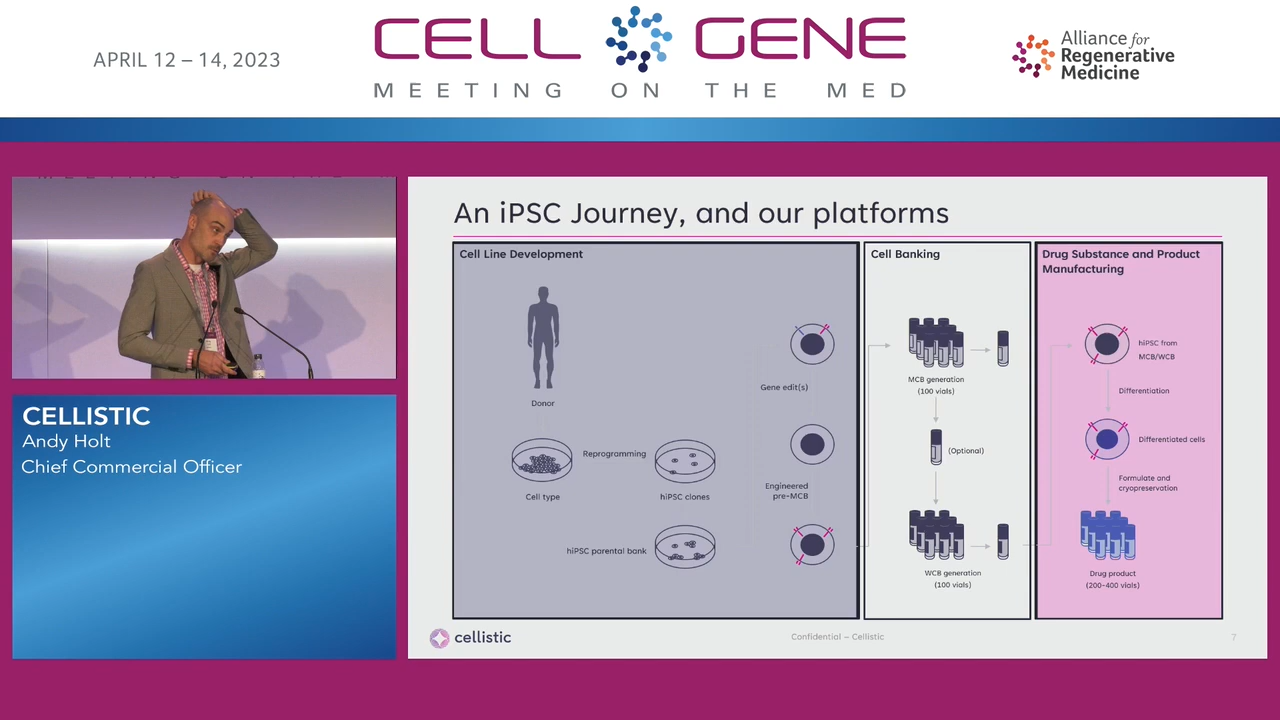 APRIL 12 – 14, 2023
CELL GENE
MEETING ON THE MED
Alliance for
Regenerative
Medicine
CELLISTIC
Andy Holt
Chief Commercial Officer
An iPSC Journey, and our platforms
Cell Line Development
Donor
Cell type
Reprogramming
hiPSC clones
hiPSC parental bank
Gene edit(s)
Engineered
pre-MCB
Cell Banking
MCB generation
(100 vials)
(Optional)
WCB generation
(100 vials)
Drug Substance and Product
Manufacturing
hiPSC from
MCB/WCB
Differentiation
Differentiated cells
Formulate and
cryopreservation
Drug product
(200-400 vials)
cellistic
Confidential – Cellistic
7